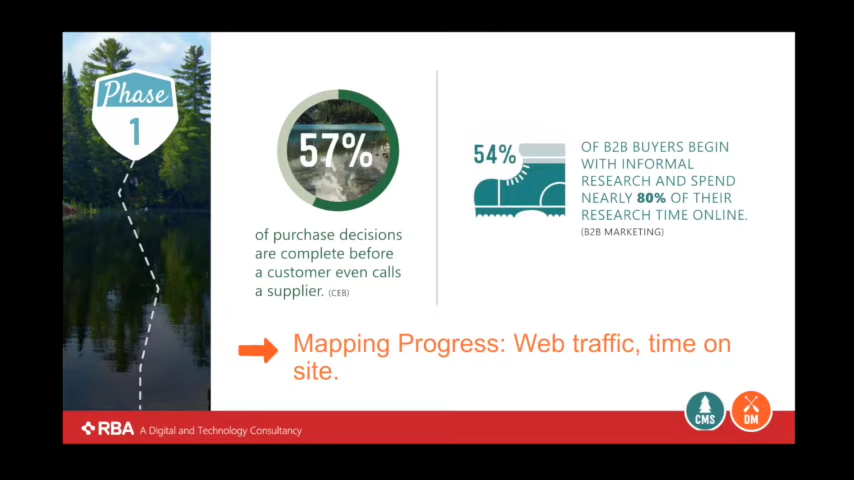 Phase
1
57%
of purchase decisions
are complete before
a customer even calls
a supplier. (CEB)
54%
OF B2B BUYERS BEGIN
WITH INFORMAL
RESEARCH AND SPEND
NEARLY 80% OF THEIR
RESEARCH TIME ONLINE.
(B2B MARKETING)
Mapping Progress: Web traffic, time on
site.
CMS
DM
RBA A Digital and Technology Consultancy